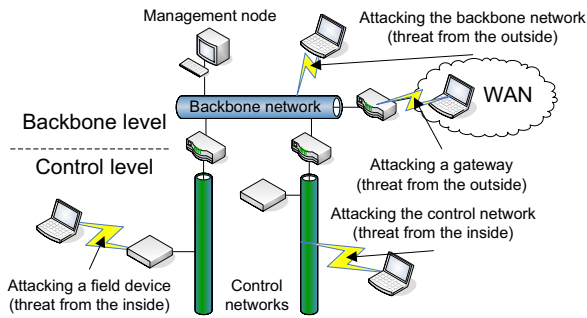 Management node
Attacking the backbone network
(threat from the outside)
Backbone network
WAN
Backbone level
Control level
Attacking a gateway
(threat from the outside)
Attacking the control network
(threat from the inside)
Attacking a field device
(threat from the inside)
Control
networks